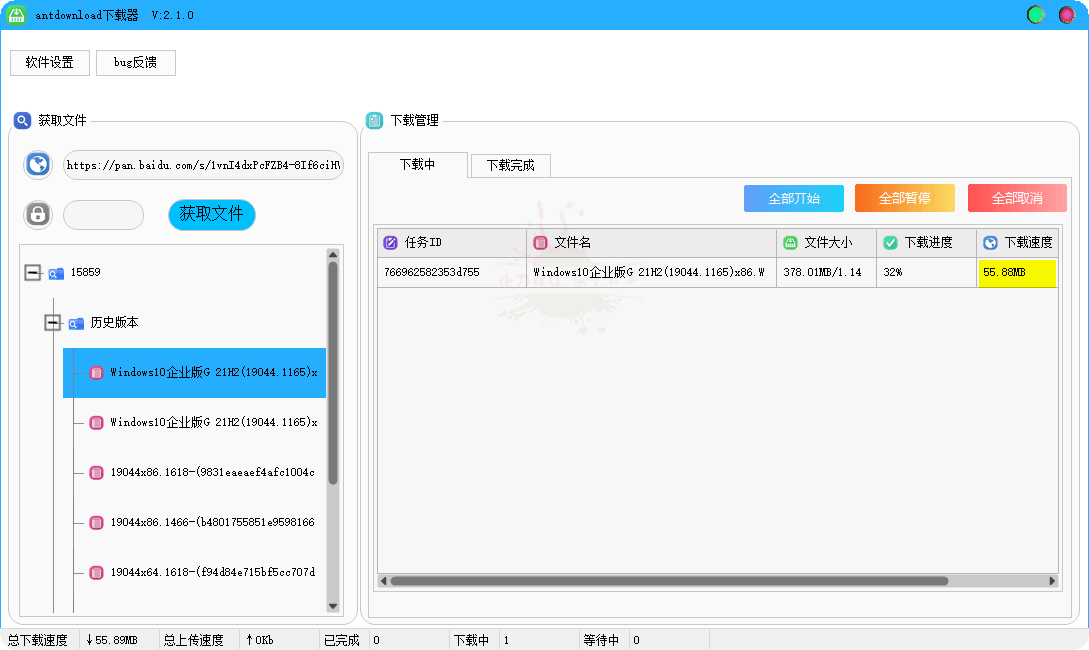 antdownload下载器 V:2.1.0
软件设置 bug反馈
获取文件
https://pan.baidu.com/s/1vnI4dxPcFZB4-8If6ciHV
获取文件
15859
历史版本
Windows10企业版G 21H2(19044.1165)x
Windows10企业版G 21H2(19044.1165)x
19044x86.1618-(9831eaeaef4afc1004c
19044x86.1466-(b4801755851e9598166
19044x64.1618-(f94d84e715bf5cc707d
下载管理
下载中 下载完成
全部开始 全部暂停 全部取消
任务ID 文件名 文件大小 下载进度 下载速度
766962582353d755 Windows10企业版G 21H2(19044.1165)x86.W 378.01MB/1.14 32% 55.88MB
总下载速度 ↓55.89MB 总上传速度 ↑0Kb 已完成 0 下载中 1 等待中 0